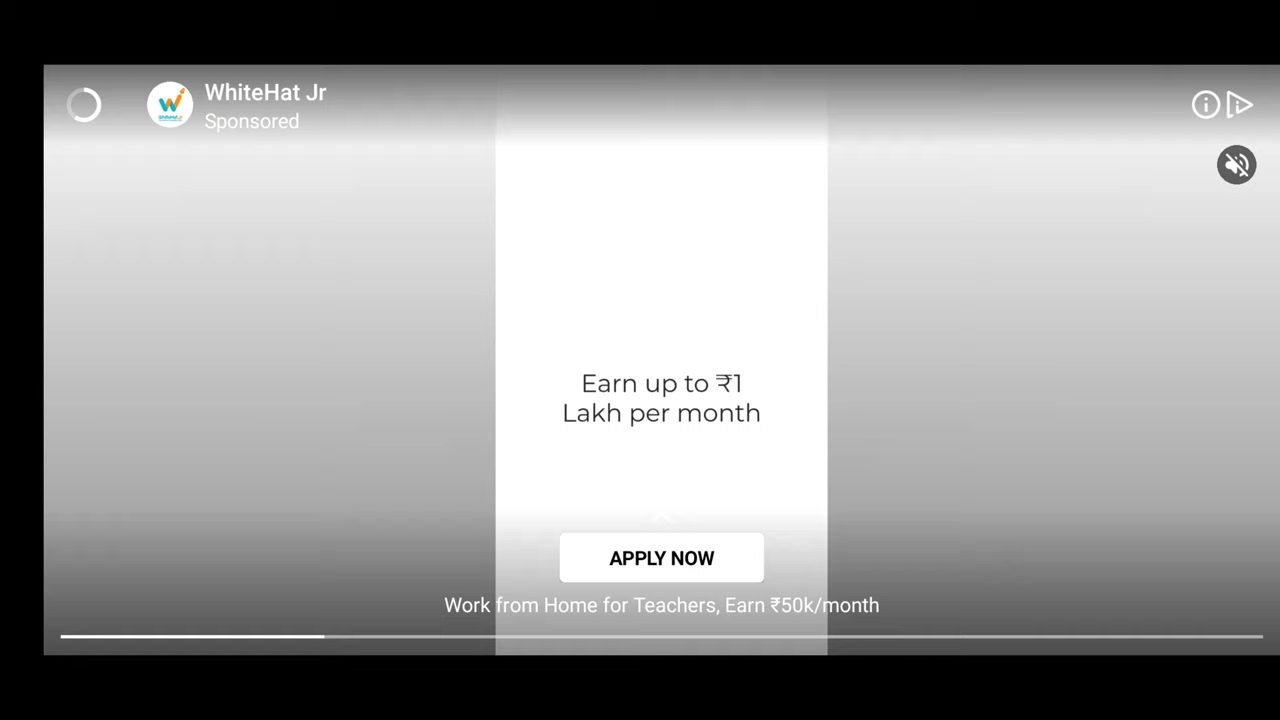 WhiteHat Jr
Sponsored
Earn up to ₹1
Lakh per month
APPLY NOW
Work from Home for Teachers, Earn ₹50k/month